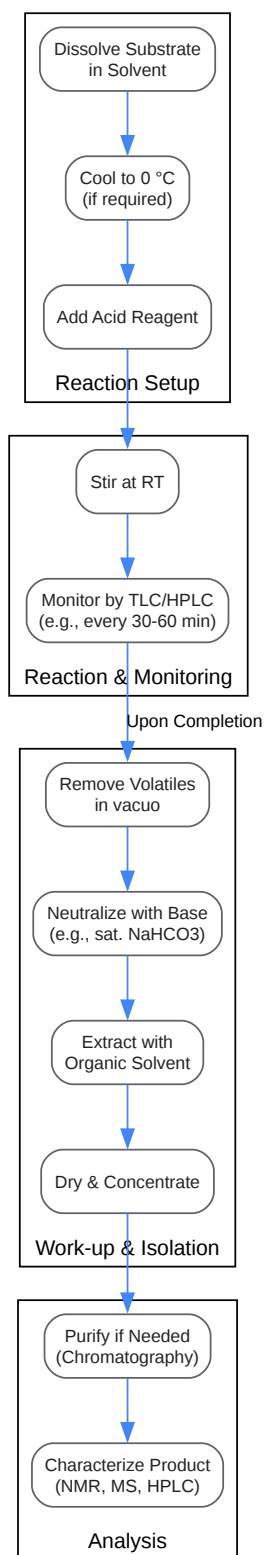 Dissolve Substrate
in Solvent
Cool to 0 °C
(if required)
Add Acid Reagent
Reaction Setup
Stir at RT
Monitor by TLC/HPLC
(e.g., every 30-60 min)
Reaction & Monitoring
Upon Completion
Remove Volatiles
in vacuo
Neutralize with Base
(e.g., sat. NaHCO3)
Extract with
Organic Solvent
Dry & Concentrate
Work-up & Isolation
Purify if Needed
(Chromatography)
Characterize Product
(NMR, MS, HPLC)
Analysis